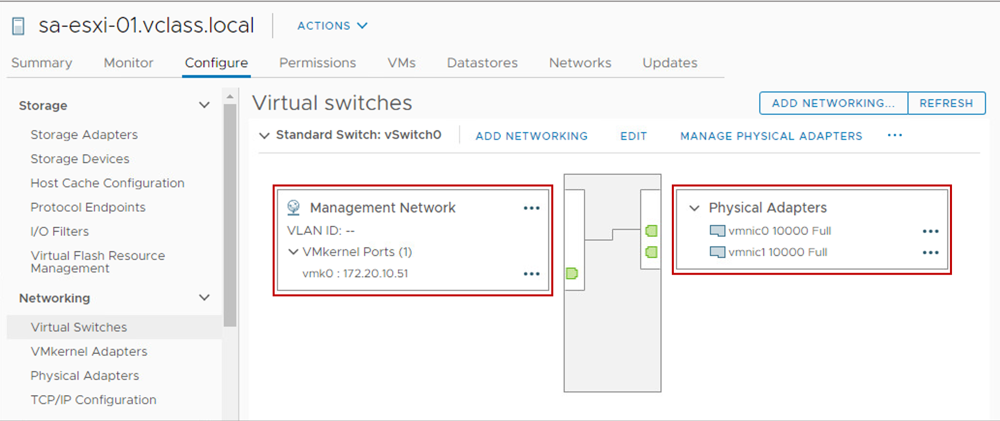 sa-esxi-01.vclass.local
ACTIONS
Summary Monitor Configure Permissions VMs Datastores Networks Updates
Storage
Storage Adapters
Storage Devices
Host Cache Configuration
Protocol Endpoints
I/O Filters
Virtual Flash Resource
Management
Networking
Virtual Switches
VMkernel Adapters
Physical Adapters
TCP/IP Configuration
Virtual switches
ADD NETWORKING... REFRESH
Standard Switch: vSwitch0 ADD NETWORKING EDIT MANAGE PHYSICAL ADAPTERS ...
Management Network ...
VLAN ID: --
VMkernel Ports (1)
vmk0 : 172.20.10.51 ...
Physical Adapters
vmnic0 10000 Full ...
vmnic1 10000 Full ...